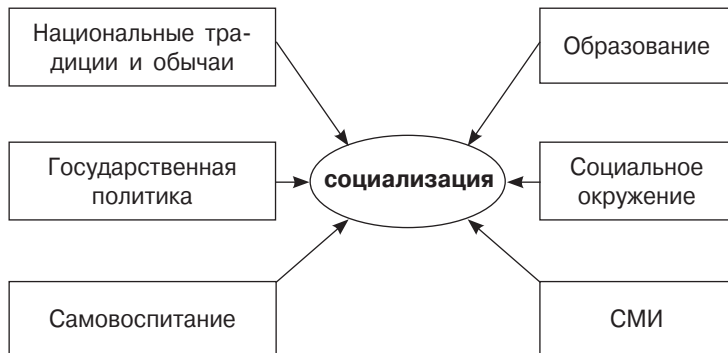 Национальные тра-
диции и обычаи
Образование
Государственная
политика
социализация
Социальное
окружение
Самовоспитание
СМИ